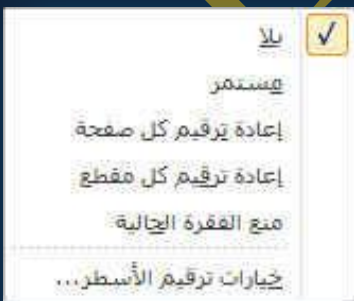 بلا
مستمر
إعادة ترقيم كل صفحة
إعادة ترقيم كل مقطع
منع الفقرة الحالية
خيارات ترقيم الأسطر...